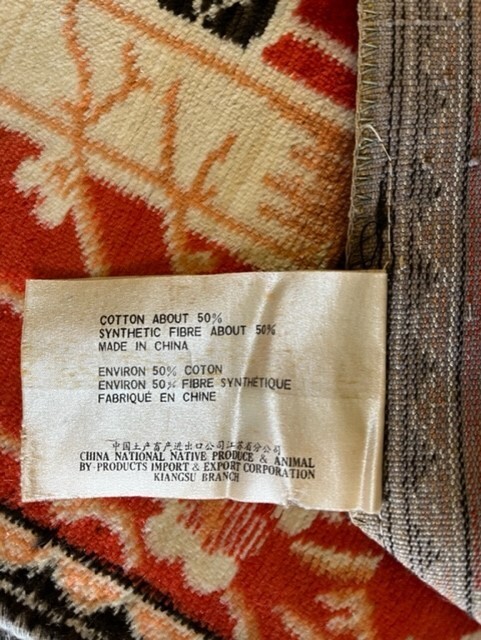 COTTON ABOUT 50%
SYNTHETIC FIBRE ABOUT 50%
MADE IN CHINA
ENVIRON 50% COTON
ENVIRON 50% FIBRE SYNTHÉTIQUE
FABRIQUÉ EN CHINE
中国土产畜产进出口公司江苏省分公司
CHINA NATIONAL NATIVE PRODUCE & ANIMAL
BY-PRODUCTS IMPORT & EXPORT CORPORATION
KIANGSU BRANCH